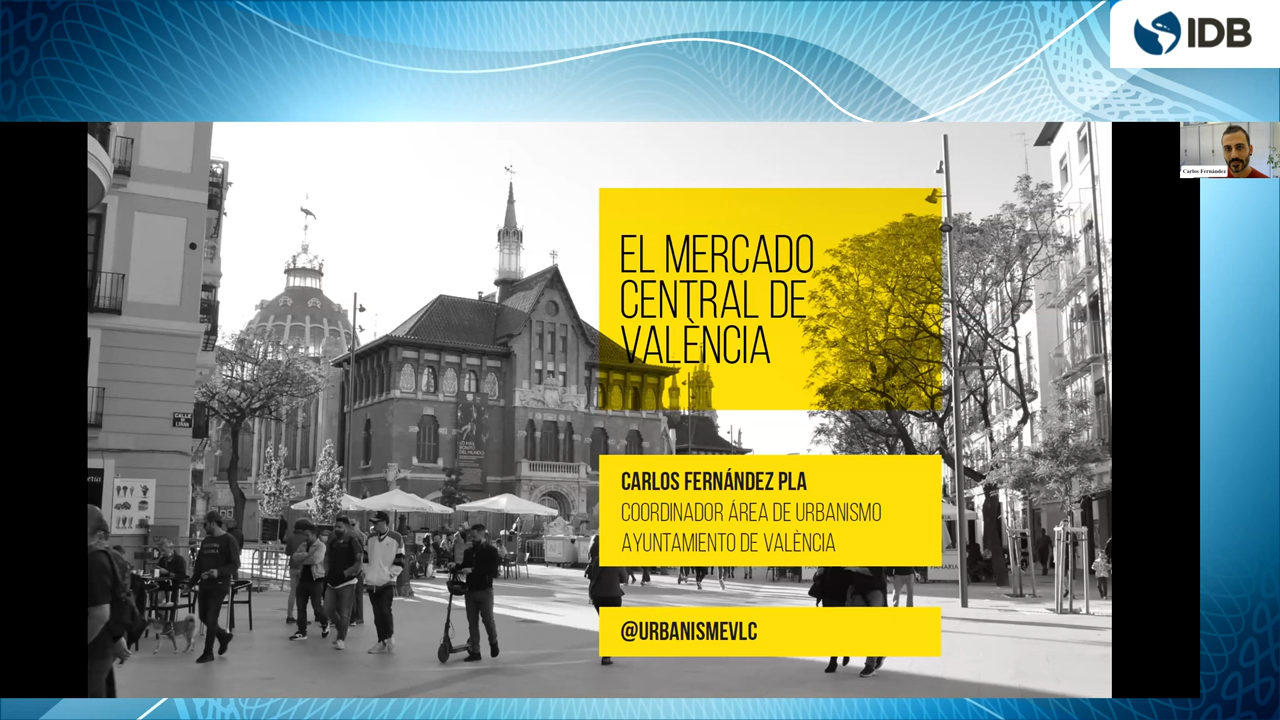 IDB
EL MERCADO
CENTRAL DE
VALÈNCIA
CARLOS FERNÁNDEZ PLA
COORDINADOR ÁREA DE URBANISMO
AYUNTAMIENTO DE VALÈNCIA
@URBANISMEVLC
Carlos Fernández
CALLE